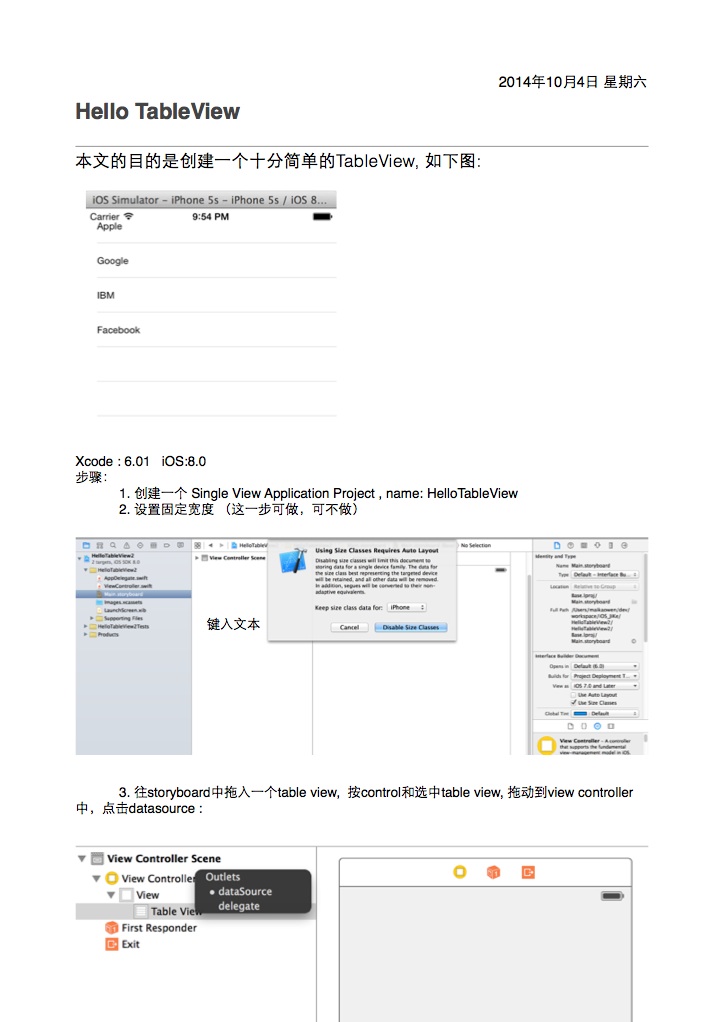 2014年10月4日 星期六
Hello TableView
本文的目的是创建一个十分简单的TableView, 如下图:
iOS Simulator – iPhone 5s – iPhone 5s / iOS 8...
Carrier 9:54 PM
Apple
Google
IBM
Facebook
Xcode : 6.01 iOS:8.0
步骤:
1. 创建一个 Single View Application Project , name: HelloTableView
2. 设置固定宽度 （这一步可做，可不做）
HelloTableView2
2 targets, iOS SDK 8.0
HelloTableView2
AppDelegate.swift
ViewController.swift
Main.storyboard
Images.xcassets
LaunchScreen.xib
Supporting Files
HelloTableView2Tests
Products
HelloTabl
No Selection
View Controller Scene
键入文本
Using Size Classes Requires Auto Layout
Disabling size classes will limit this document to
storing data for a single device family. The data for
the size class best representing the targeted device
will be retained, and all other data will be removed.
In addition, segues will be converted to their non-
adaptive equivalents.
Keep size class data for: iPhone
Cancel Disable Size Classes
Identity and Type
Name Main.storyboard
Type Default – Interface Bu...
Location Relative to Group
Base.lproj/
Main.storyboard
Full Path
HelloTableView2/
HelloTableView2/
Base.lproj/
Main.storyboard
Interface Builder Document
Opens in Default (6.0)
Builds for Project Deployment T...
View as iOS 7.0 and Later
Use Auto Layout
Use Size Classes
Global Tint Default
View Controller – A controller
that supports the fundamental
view-management model in iOS.
3. 往storyboard中拖入一个table view, 按control和选中table view, 拖动到view controller
中，点击datasource :
View Controller Scene
View Controller
View
Table View
First Responder
Exit
Outlets
dataSource
delegate